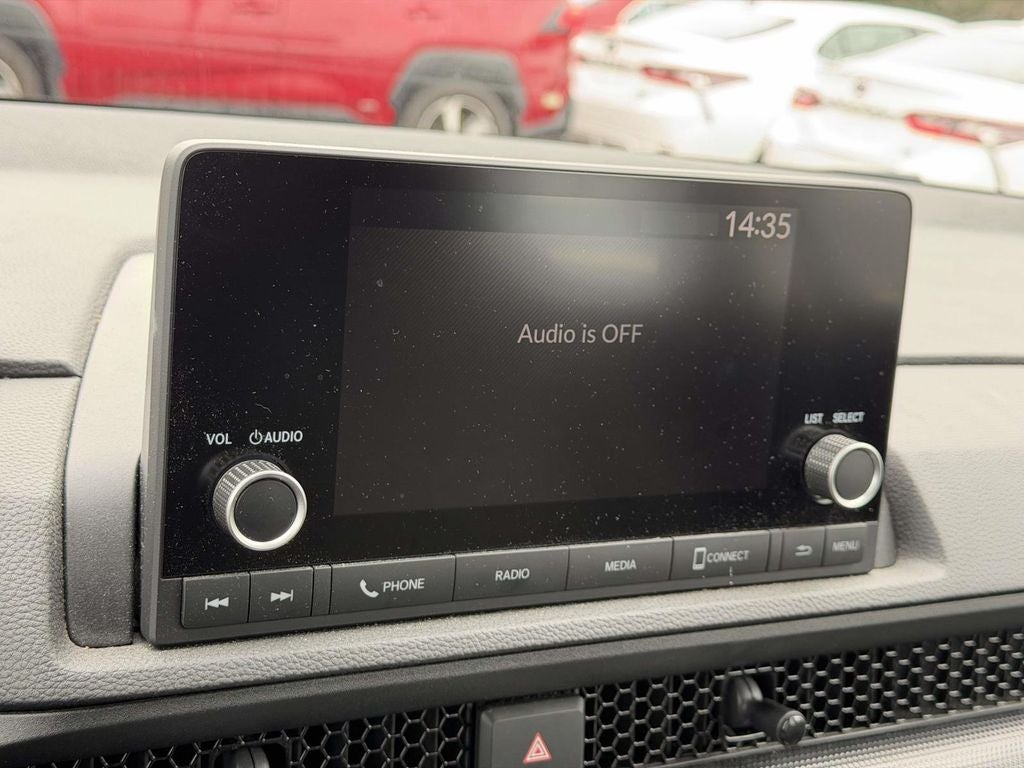 14:35
Audio is OFF
VOL AUDIO
LIST SELECT
PHONE RADIO MEDIA CONNECT MENU